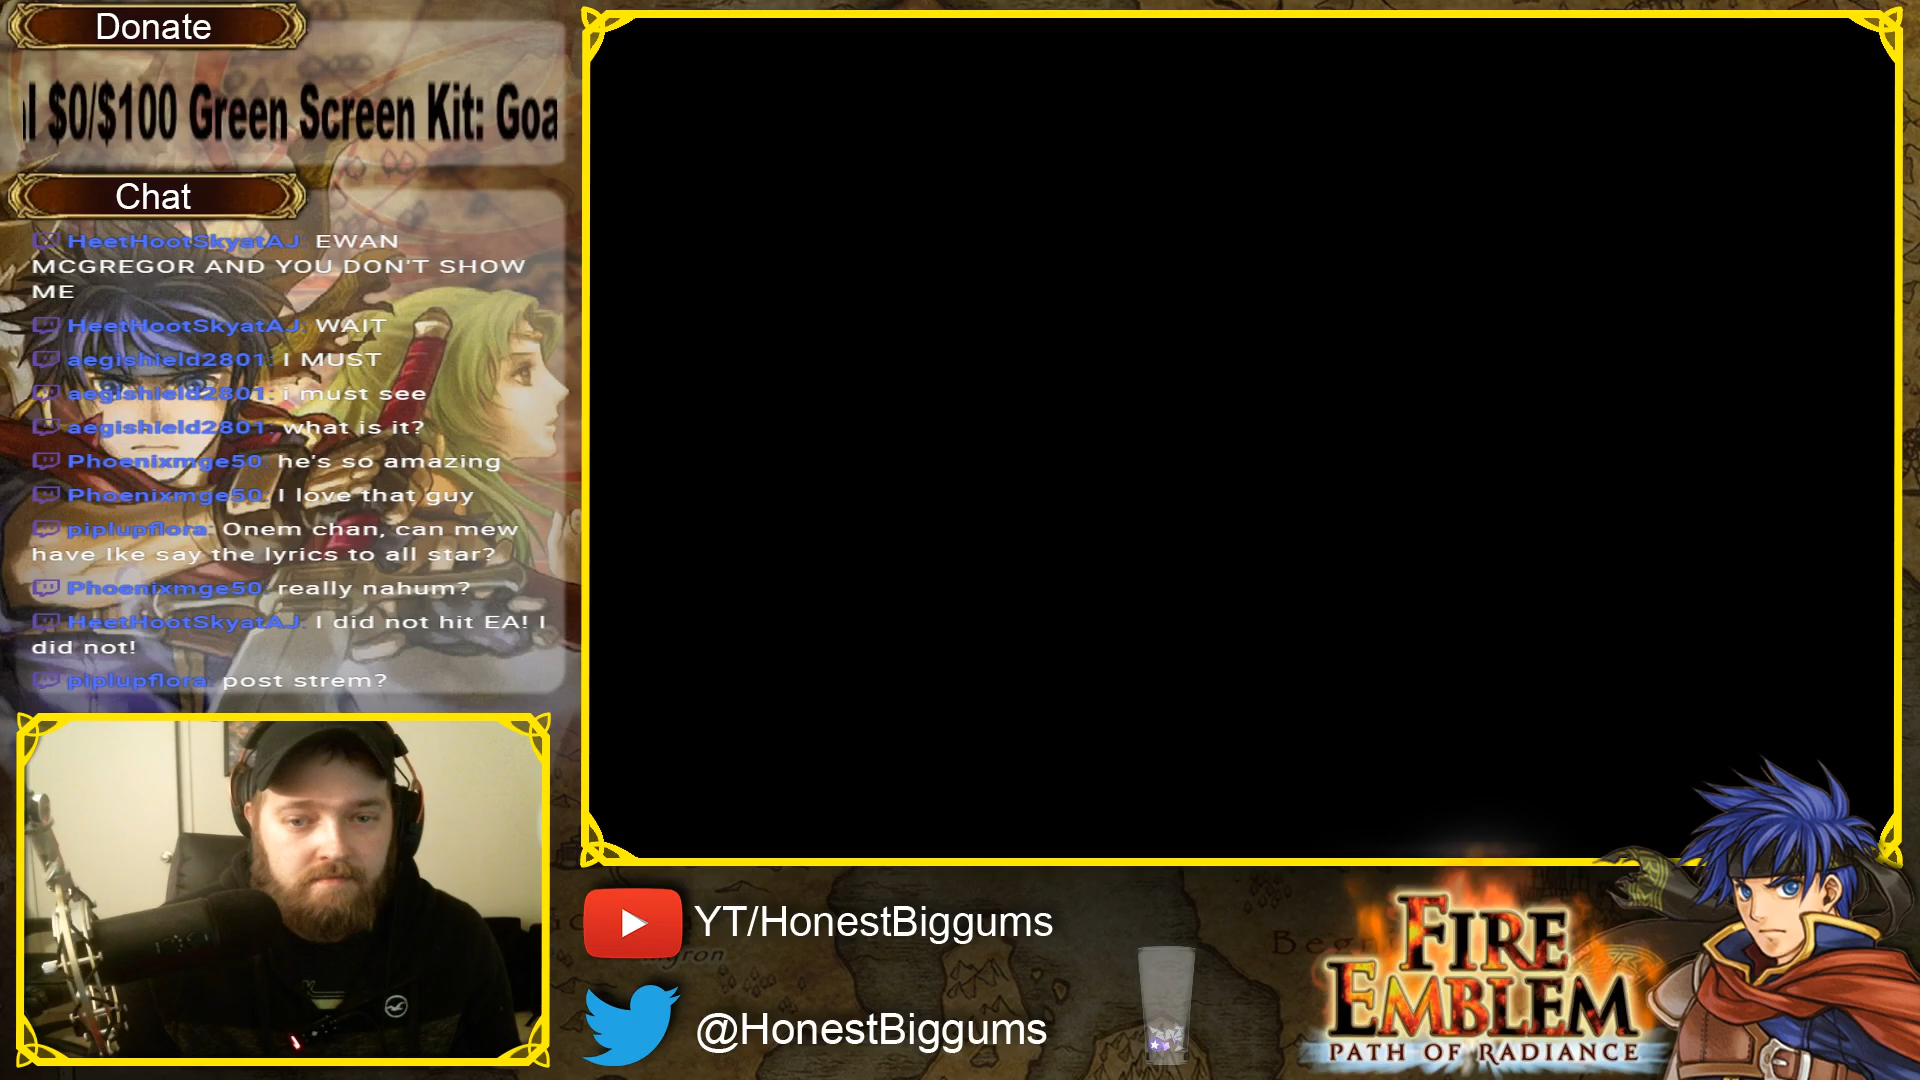 Donate
$0/$100 Green Screen Kit: Goa
Chat
HeetHootSkyatAJ: EWAN
MCGREGOR AND YOU DON'T SHOW
ME
HeetHootSkyatAJ: WAIT
aegishield2801: I MUST
aegishield2801: i must see
aegishield2801: what is it?
Phoenixmge50: he's so amazing
Phoenixmge50: I love that guy
piplupflora: Onem chan, can mew
have Ike say the lyrics to all star?
Phoenixmge50: really nahum?
HeetHootSkyatAJ: I did not hit EA! I
did not!
piplupflora: post strem?
YT/HonestBiggums
@HonestBiggums
FIRE
EMBLEM
PATH OF RADIANCE